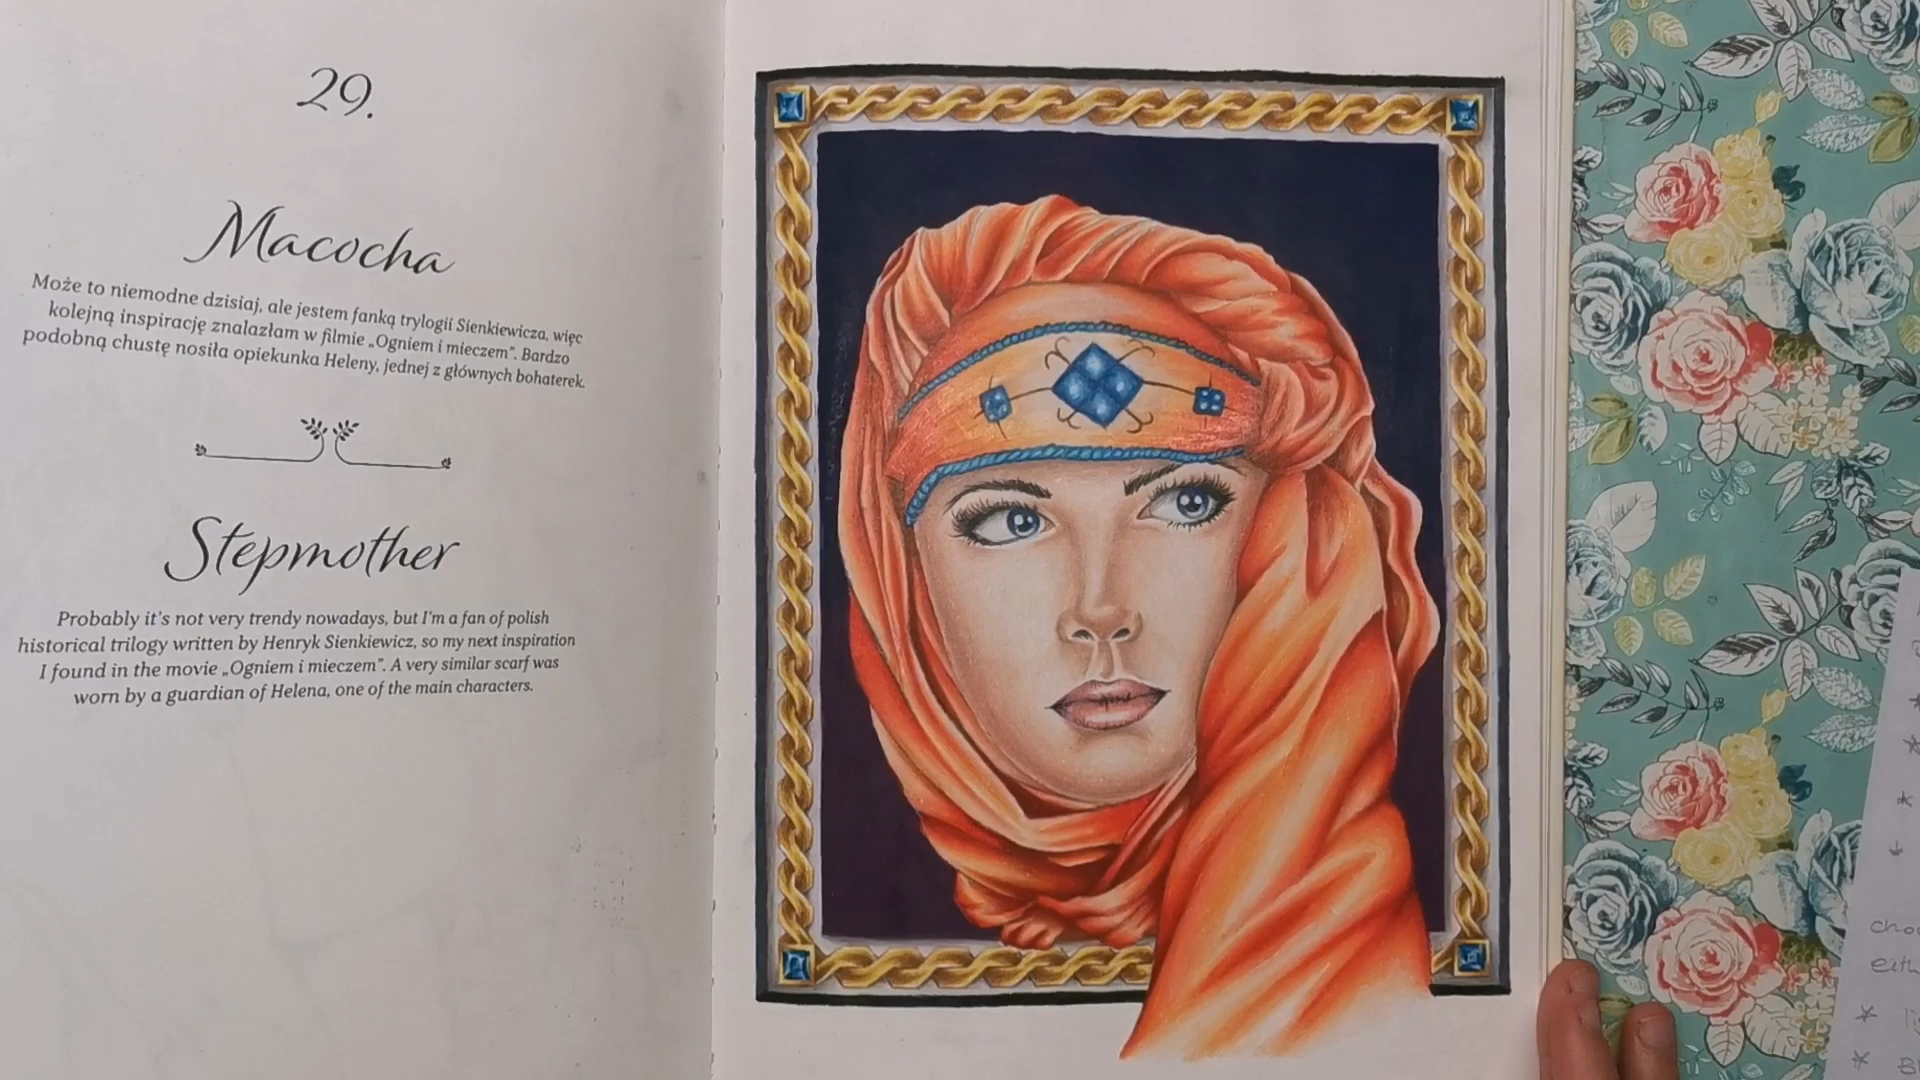 29.
Macocha
Może to niemodne dzisiaj, ale jestem fanką trylogii Sienkiewicza, więc
kolejną inspirację znalazłam w filmie „Ogniem i mieczem”. Bardzo
podobną chustę nosiła opiekunka Heleny, jednej z głównych bohaterek.
Stepmother
Probably it's not very trendy nowadays, but I'm a fan of polish
historical trilogy written by Henryk Sienkiewicz, so my next inspiration
I found in the movie „Ogniem i mieczem”. A very similar scarf was
worn by a guardian of Helena, one of the main characters.